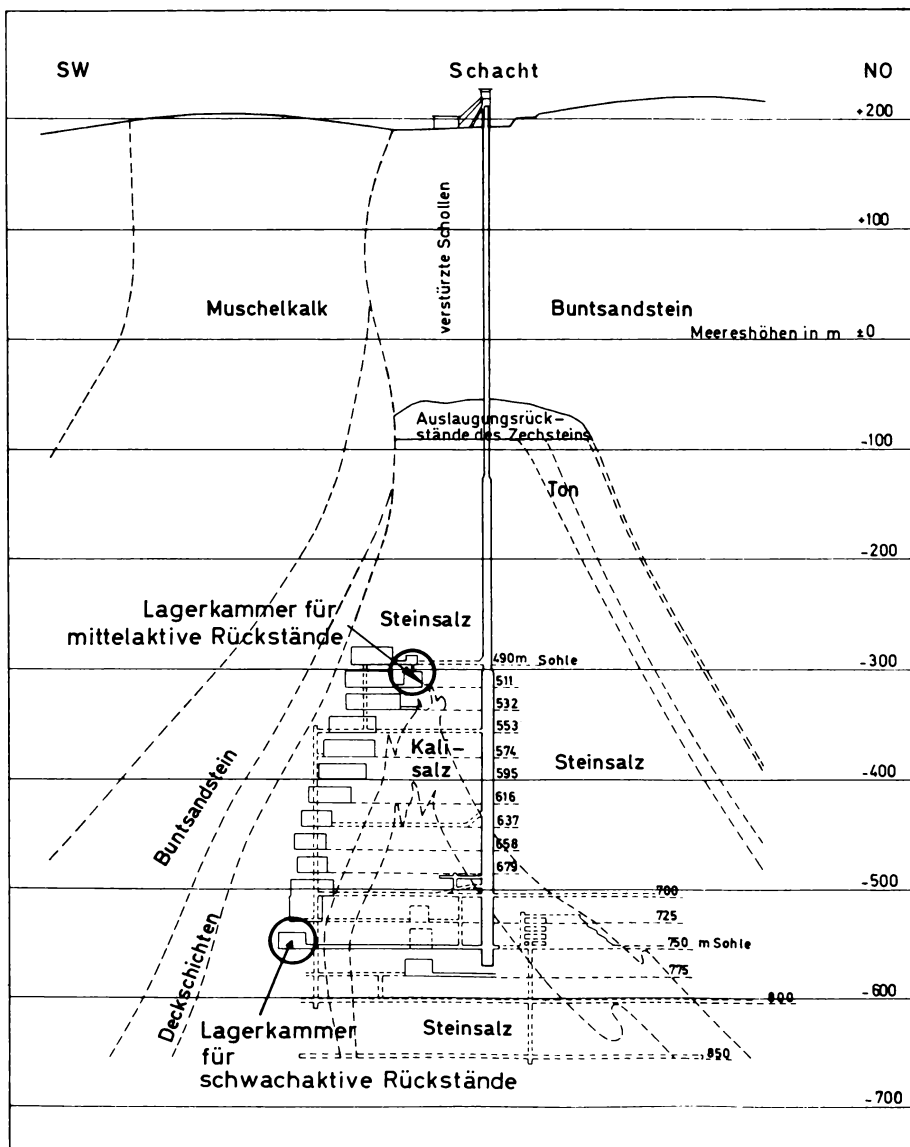 SW
Schacht
NO
+200
verstürzte Schollen
+100
Muschelkalk
Buntsandstein
Meereshöhen in m ±0
Auslaugungsrück-
stände des Zechsteins
-100
Ton
-200
Lagerkammer für
mittelaktive Rückstände
Steinsalz
490m Sohle
-300
511
532
553
Kali-
salz
574
Steinsalz
595
-400
616
637
Buntsandstein
658
679
-500
700
725
750 m Sohle
775
Deckschichten
800
-600
Lagerkammer
für
schwachaktive Rückstände
Steinsalz
850
-700